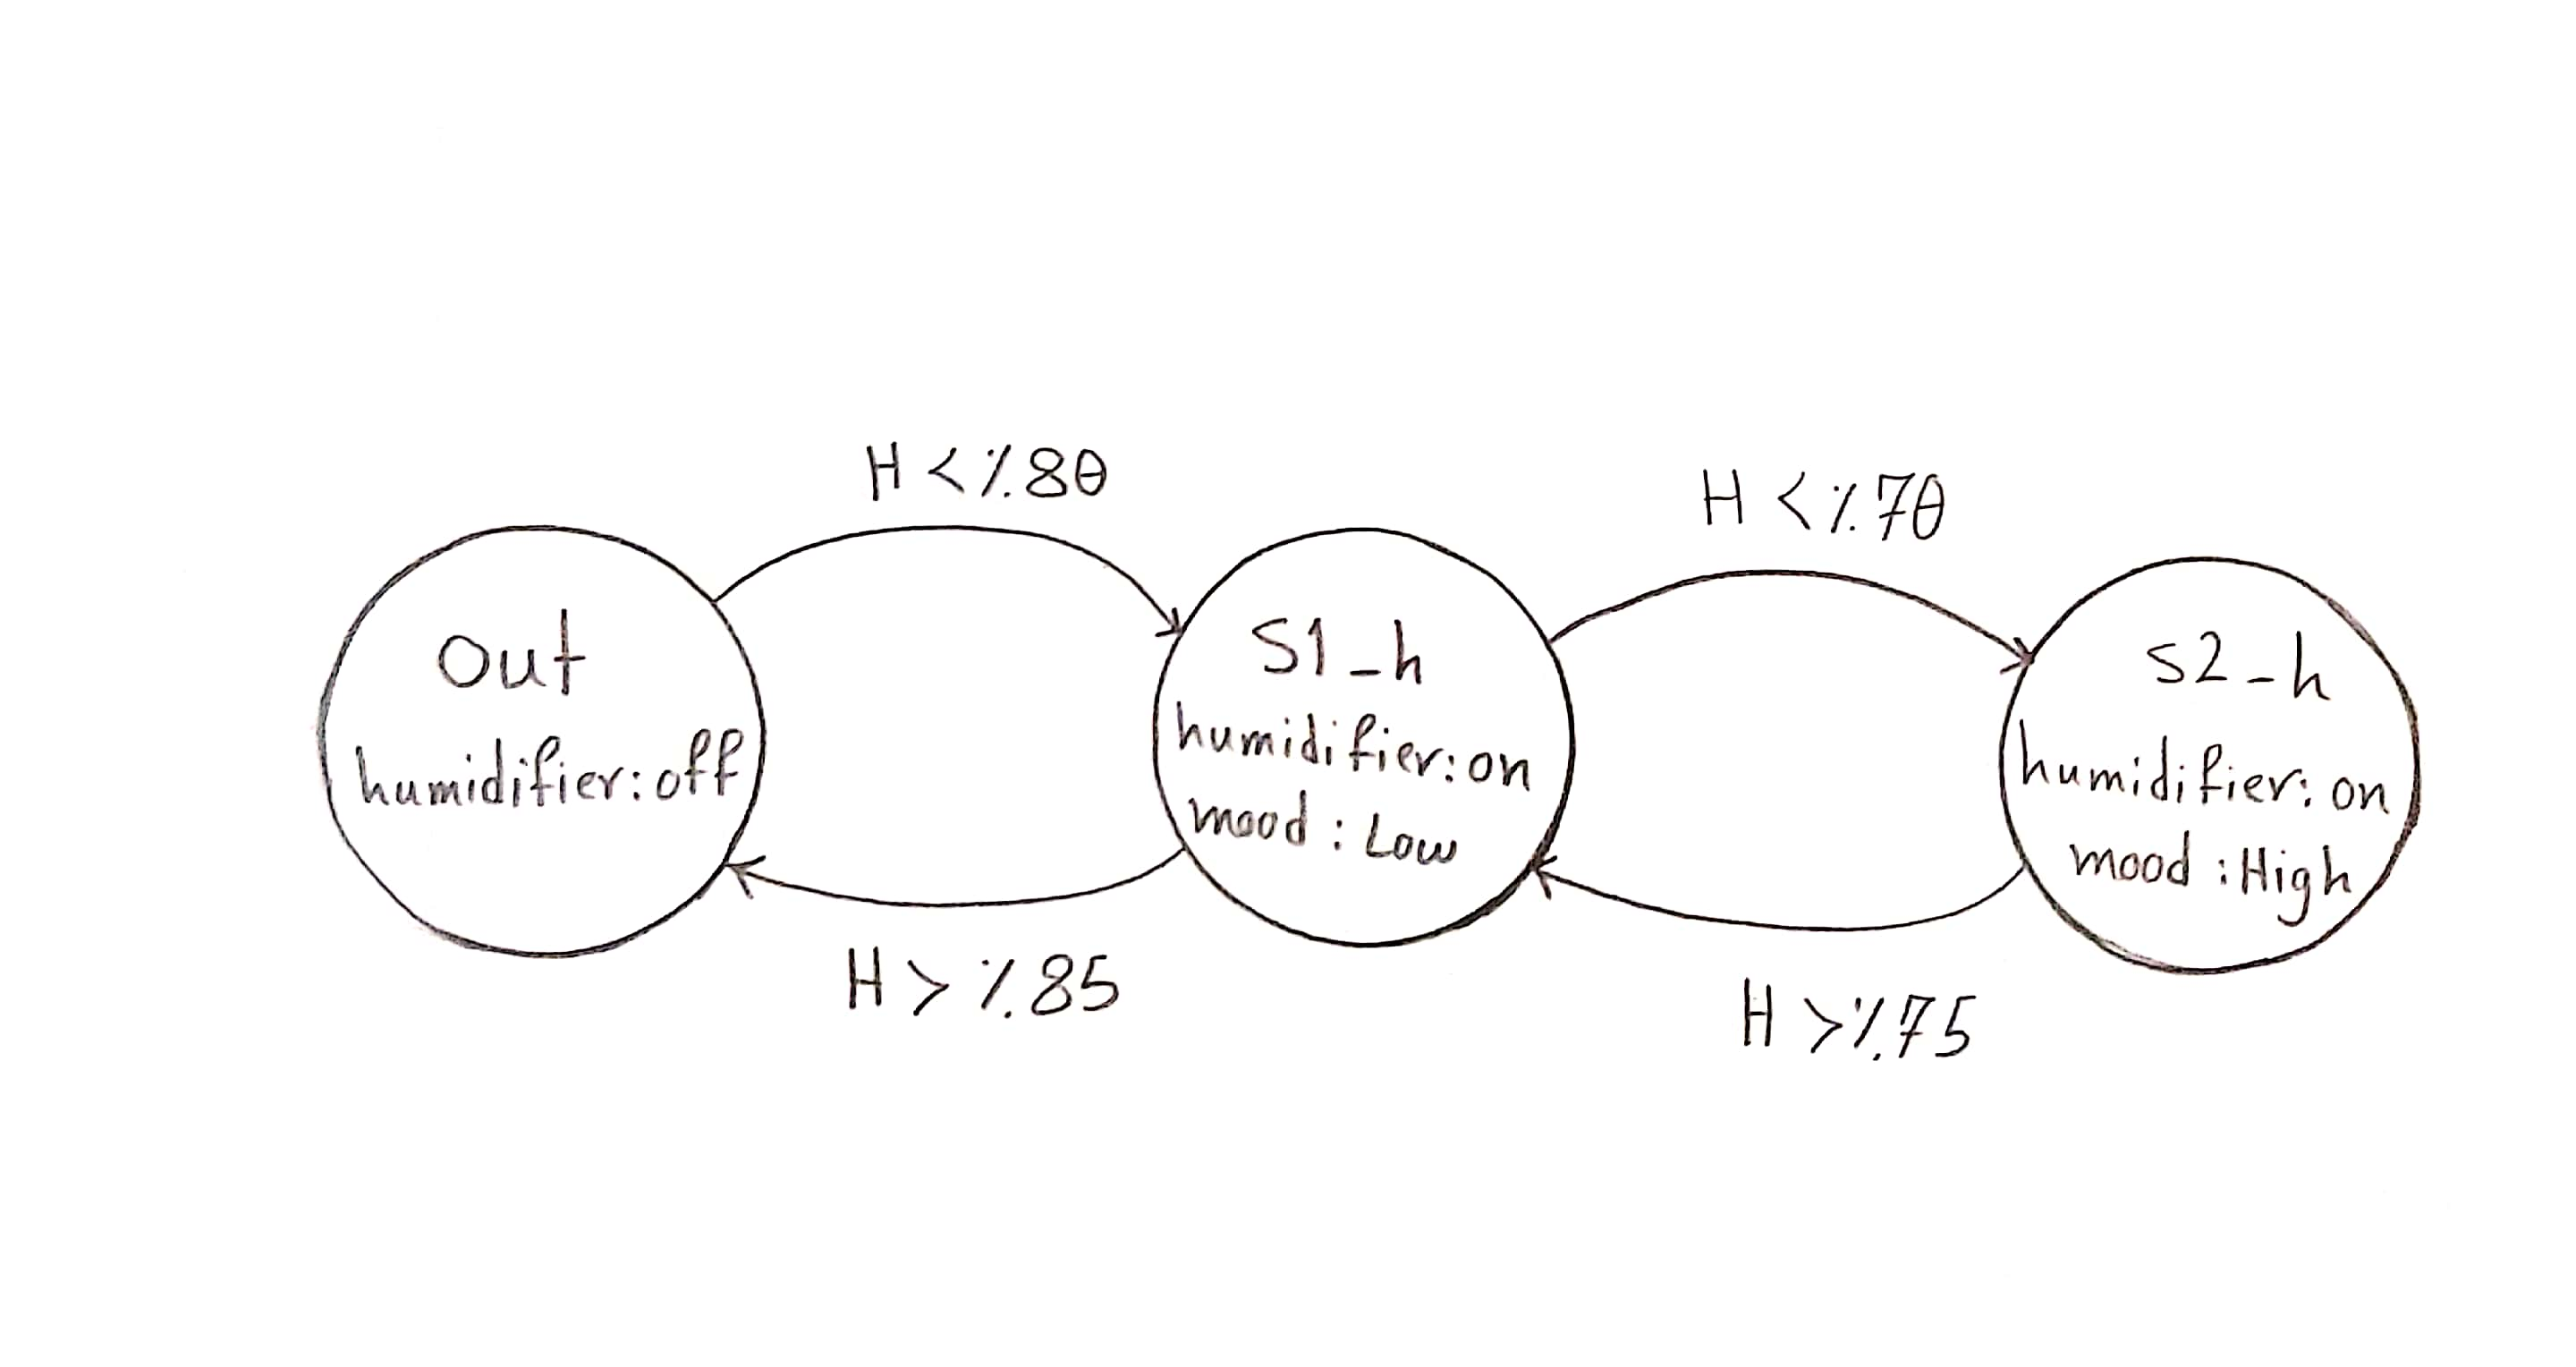 H < %80
H < %70
out
humidifier: off
S1_h
humidifier: on
mood : Low
S2_h
humidifier: on
mood : High
H > %85
H > %75